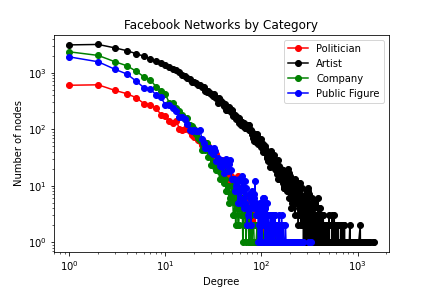 Facebook Networks by Category
Politician
Artist
Company
Public Figure
Number of nodes
10³
10²
10¹
10⁰
10⁰ 10¹ 10² 10³
Degree